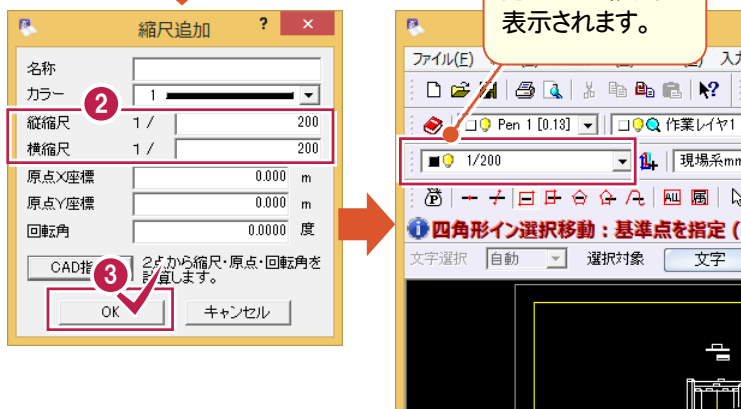 縮尺追加 ? ×
名称
カラー 1
2
縦縮尺 1 / 200
横縮尺 1 / 200
原点X座標 0.000 m
原点Y座標 0.000 m
回転角 0.0000 度
CAD指
2点から縮尺・原点・回転角を
計算します。
3
OK キャンセル
表示されます。
ファイル(E) 入力
Pen 1 [0.13] 作業レイヤ1
1/200 現場系mm
四角形イン選択移動：基準点を指定 (
文字選択 自動 選択対象 文字